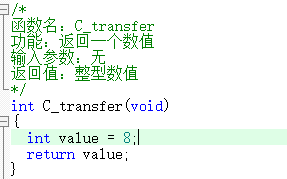 /*
函数名：C_transfer
功能：返回一个数值
输入参数：无
返回值：整型数值
*/
int C_transfer(void)
{
  int value = 8;
  return value;
}